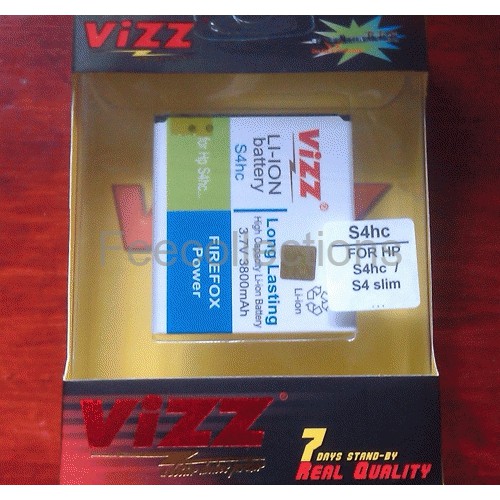 ViZZ
ViZZ
LI-ION
battery
S4hc
for Hp S4hc
Long Lasting
High Capacity Li-ion Battery
3.7V 3800mAh
FIREFOX
Power
Li-ion
S4hc
FOR HP
S4hc /
S4 slim
Feecollections
ViZZ®
7 DAYS STAND-BY
REAL QUALITY